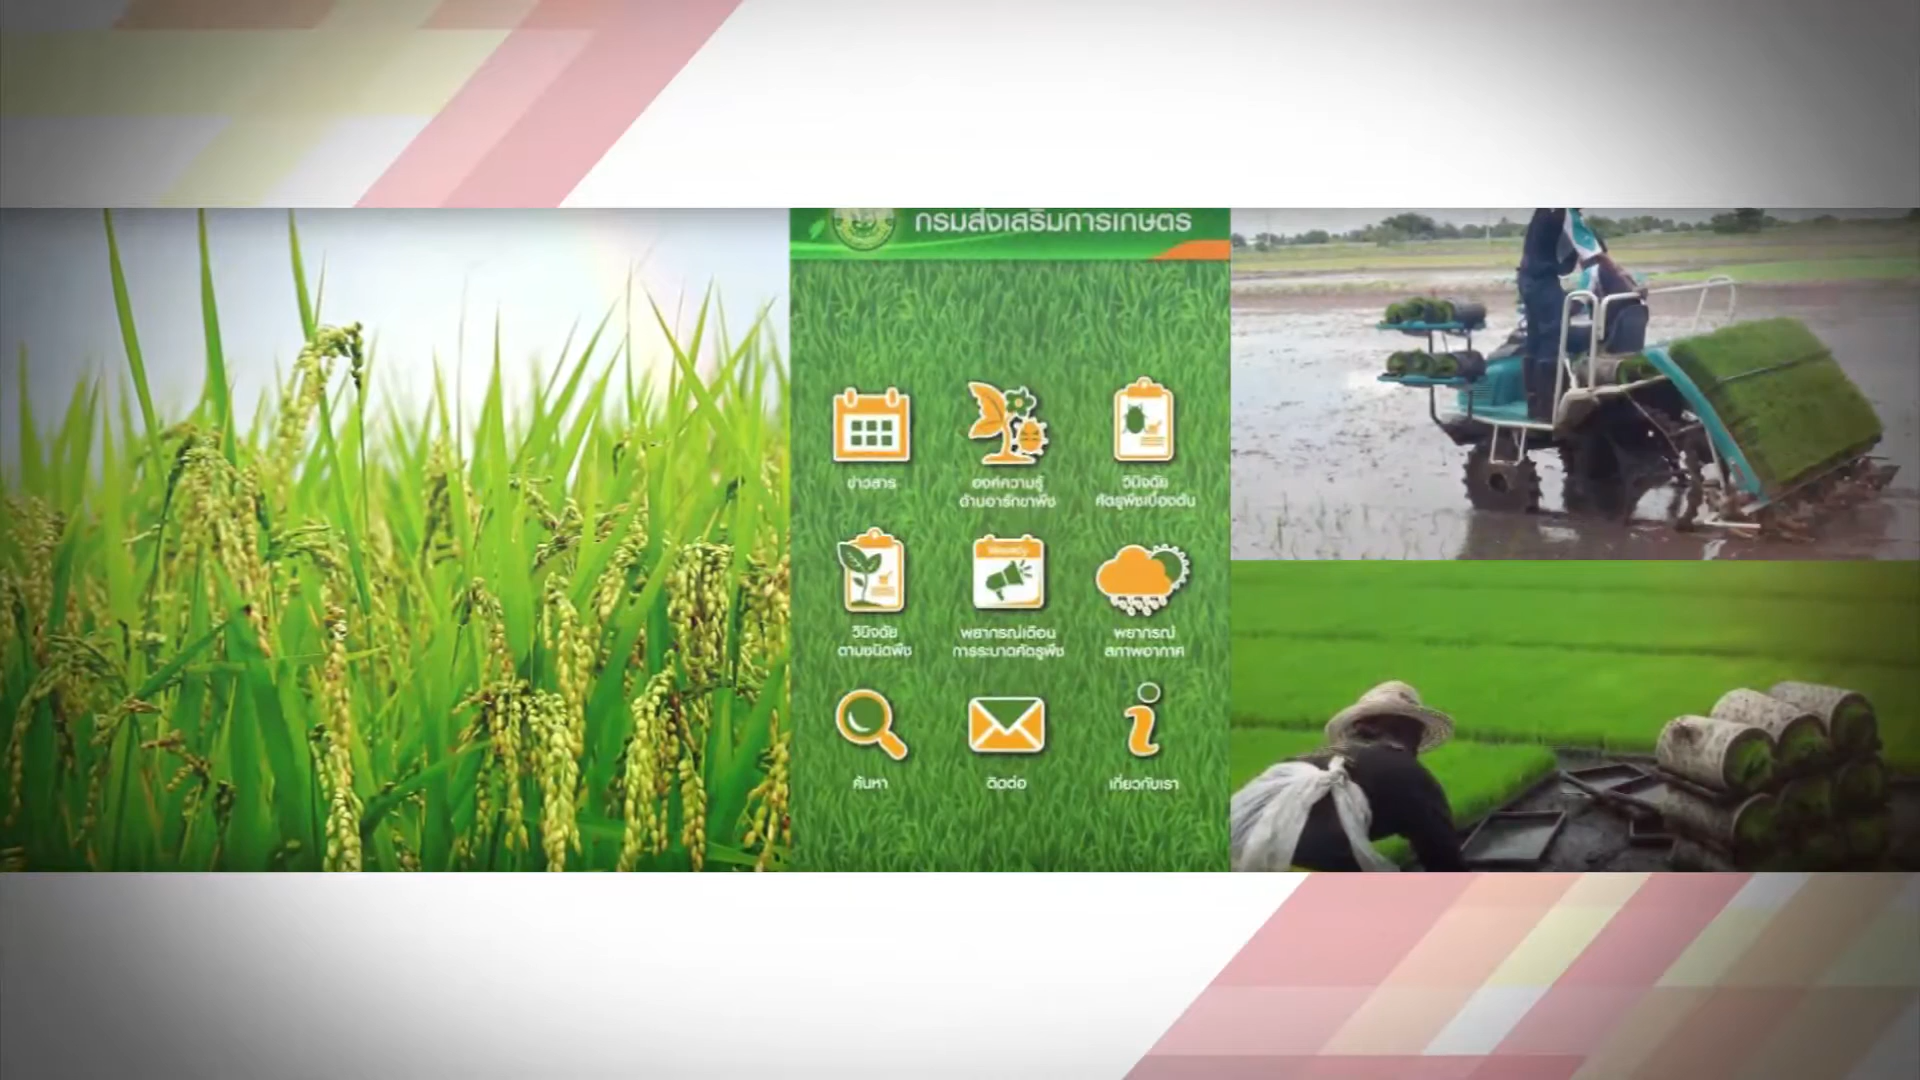 กรมส่งเสริมการเกษตร
ข่าวสาร
องค์ความรู้
ด้านอารักขาพืช
วินิจฉัย
ศัตรูพืชเบื้องต้น
วินิจฉัย
ตามชนิดพืช
พยากรณ์เตือน
การระบาดศัตรูพืช
พยากรณ์
สภาพอากาศ
ค้นหา
ติดต่อ
เกี่ยวกับเรา